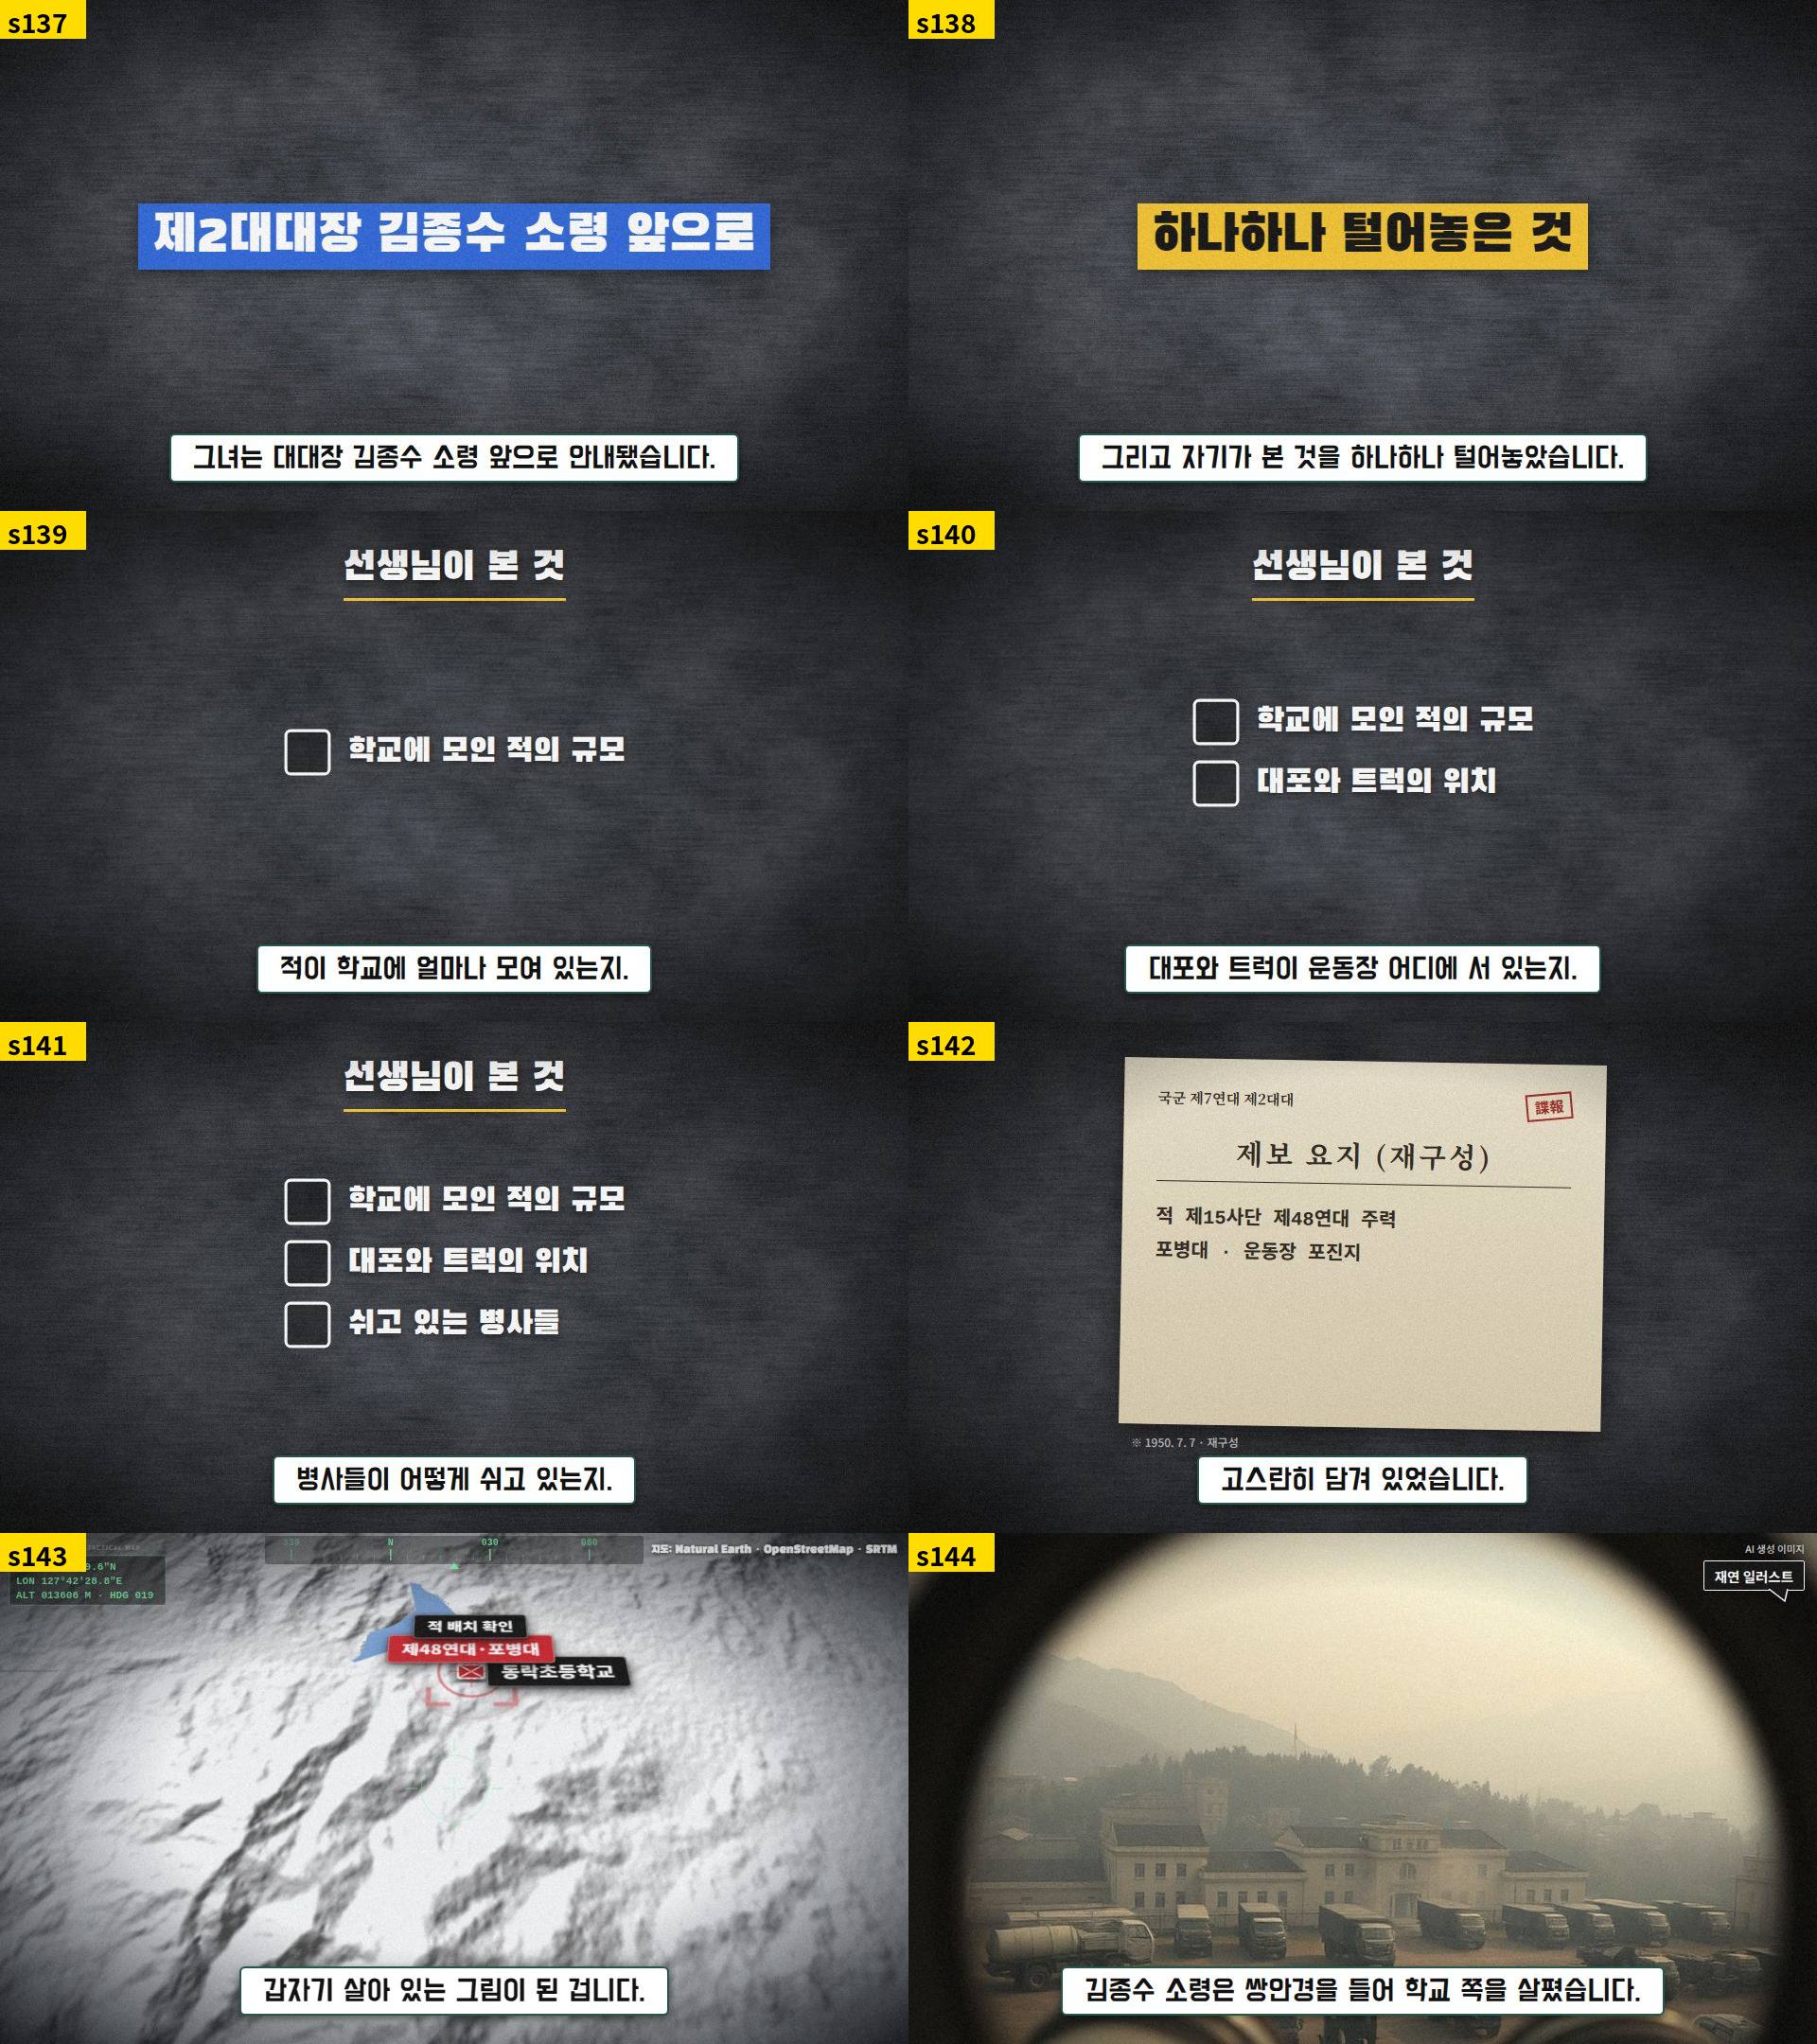 s137
제2대대장 김종수 소령 앞으로
그녀는 대대장 김종수 소령 앞으로 안내됐습니다.
s138
하나하나 털어놓은 것
그리고 자기가 본 것을 하나하나 털어놓았습니다.
s139
선생님이 본 것
학교에 모인 적의 규모
적이 학교에 얼마나 모여 있는지.
s140
선생님이 본 것
학교에 모인 적의 규모
대포와 트럭의 위치
대포와 트럭이 운동장 어디에 서 있는지.
s141
선생님이 본 것
학교에 모인 적의 규모
대포와 트럭의 위치
쉬고 있는 병사들
병사들이 어떻게 쉬고 있는지.
s142
국군 제7연대 제2대대
諜報
제보 요지 (재구성)
적 제15사단 제48연대 주력
포병대 · 운동장 포진지
※ 1950. 7. 7 · 재구성
고스란히 담겨 있었습니다.
s143
TACTICAL MAP
9.6"N
LON 127°42'28.8"E
ALT 013606 M · HDG 019
330 N 030 060
지도: Natural Earth · OpenStreetMap · SRTM
적 배치 확인
제48연대·포병대
동락초등학교
갑자기 살아 있는 그림이 된 겁니다.
s144
AI 생성 이미지
재연 일러스트
김종수 소령은 쌍안경을 들어 학교 쪽을 살폈습니다.